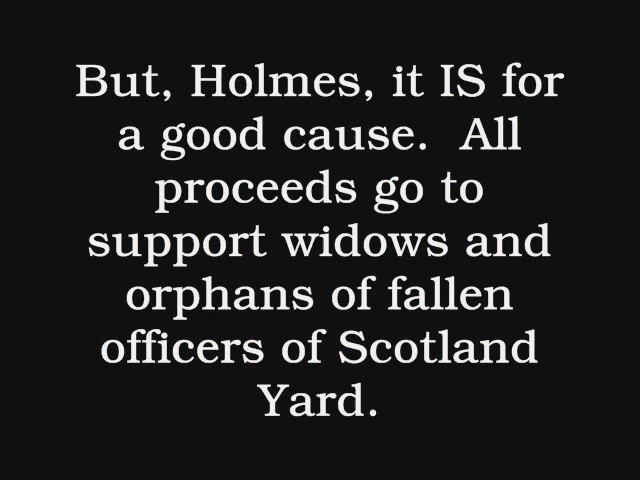 But, Holmes, it IS for
a good cause.  All
proceeds go to
support widows and
orphans of fallen
officers of Scotland
Yard.